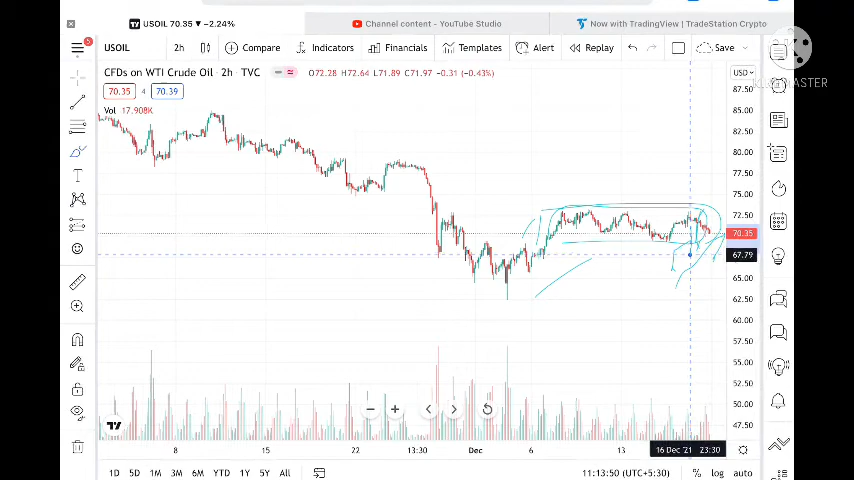 USOIL 70.35 ▼ −2.24%
Channel content - YouTube Studio
Now with TradingView | TradeStation Crypto
5
USOIL 2h Compare Indicators Financials Templates Alert Replay Save
CFDs on WTI Crude Oil · 2h · TVC O72.28 H72.64 L71.89 C71.97 −0.31 (−0.43%)
USD
70.35 4 70.39
Vol 17.908K
87.50
85.00
82.50
80.00
77.50
75.00
72.50
70.35
67.79
65.00
62.50
60.00
57.50
55.00
52.50
50.00
47.50
8 15 22 13:30 Dec 6 13 16 Dec '21 23:30
1D 5D 1M 3M 6M YTD 1Y 5Y All 11:13:50 (UTC+5:30) % log auto